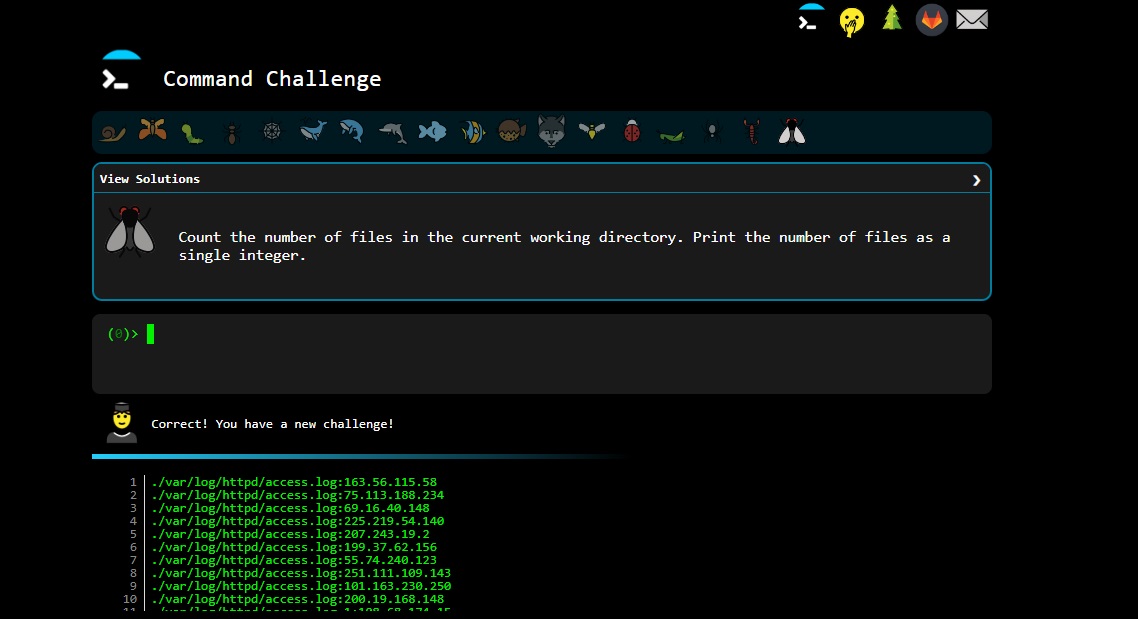 Command Challenge
View Solutions
Count the number of files in the current working directory. Print the number of files as a
single integer.
(0)>
Correct! You have a new challenge!
1 ./var/log/httpd/access.log:163.56.115.58
2 ./var/log/httpd/access.log:75.113.188.234
3 ./var/log/httpd/access.log:69.16.40.148
4 ./var/log/httpd/access.log:225.219.54.140
5 ./var/log/httpd/access.log:207.243.19.2
6 ./var/log/httpd/access.log:199.37.62.156
7 ./var/log/httpd/access.log:55.74.240.123
8 ./var/log/httpd/access.log:251.111.109.143
9 ./var/log/httpd/access.log:101.163.230.250
10 ./var/log/httpd/access.log:200.19.168.148